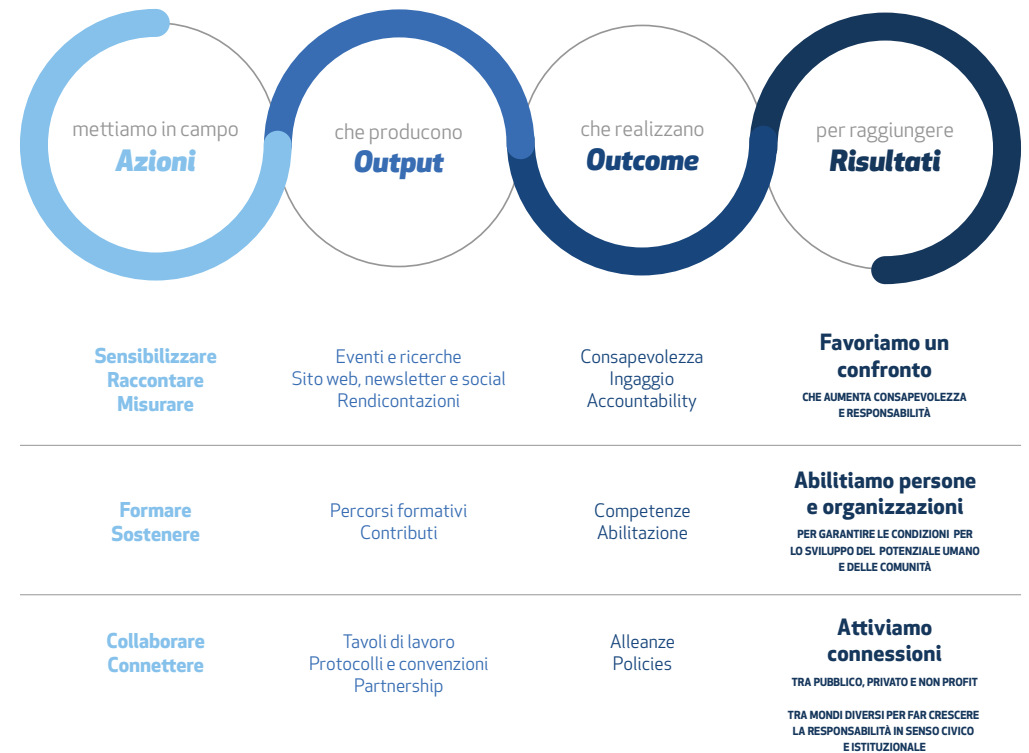 mettiamo in campo
Azioni
che producono
Output
che realizzano
Outcome
per raggiungere
Risultati
Sensibilizzare
Raccontare
Misurare
Eventi e ricerche
Sito web, newsletter e social
Rendicontazioni
Consapevolezza
Ingaggio
Accountability
Favoriamo un
confronto
CHE AUMENTA CONSAPEVOLEZZA
E RESPONSABILITÀ
Formare
Sostenere
Percorsi formativi
Contributi
Competenze
Abilitazione
Abilitiamo persone
e organizzazioni
PER GARANTIRE LE CONDIZIONI PER
LO SVILUPPO DEL POTENZIALE UMANO
E DELLE COMUNITÀ
Collaborare
Connettere
Tavoli di lavoro
Protocolli e convenzioni
Partnership
Alleanze
Policies
Attiviamo
connessioni
TRA PUBBLICO, PRIVATO E NON PROFIT
TRA MONDI DIVERSI PER FAR CRESCERE
LA RESPONSABILITÀ IN SENSO CIVICO
E ISTITUZIONALE